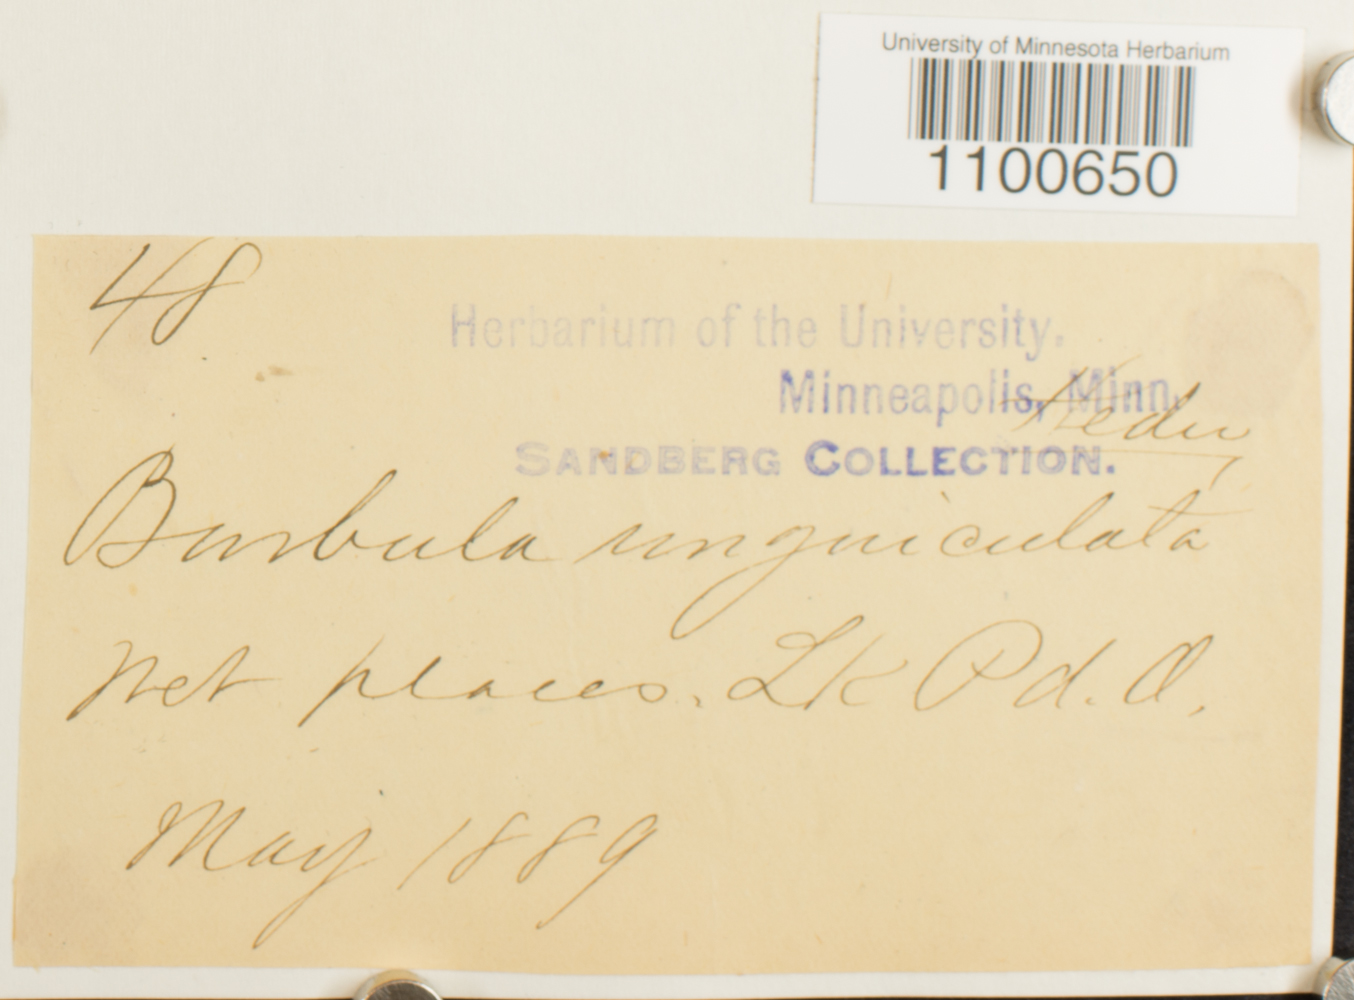 University of Minnesota Herbarium
1100650
48
Herbarium of the University.
Minneapolis, Minn.
Hedw
SANDBERG COLLECTION.
Barbula unguiculata
Wet places. Lk Pd. O.
May 1889